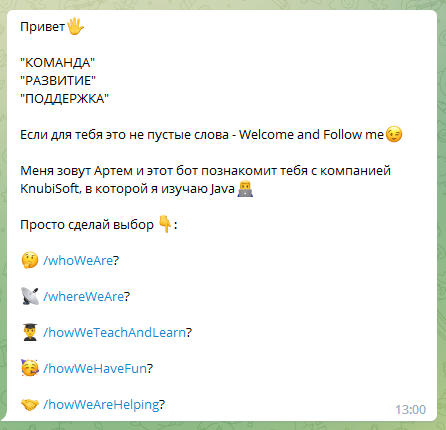 Привет🖐
"КОМАНДА"
"РАЗВИТИЕ"
"ПОДДЕРЖКА"
Если для тебя это не пустые слова - Welcome and Follow me😉
Меня зовут Артем и этот бот познакомит тебя с компанией
KnubiSoft, в которой я изучаю Java👨‍💻
Просто сделай выбор 👇:
🤔 /whoWeAre?
📡 /whereWeAre?
👨‍🎓 /howWeTeachAndLearn?
🥳 /howWeHaveFun?
🤝 /howWeAreHelping?
13:00